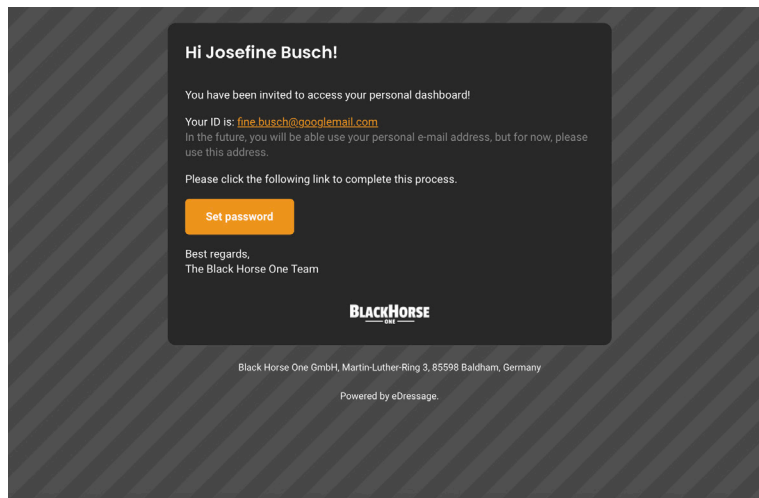 Hi Josefine Busch!
You have been invited to access your personal dashboard!
Your ID is: fine.busch@googlemail.com
In the future, you will be able use your personal e-mail address, but for now, please
use this address.
Please click the following link to complete this process.
Set password
Best regards,
The Black Horse One Team
BLACKHORSE
ONE
Black Horse One GmbH, Martin-Luther-Ring 3, 85598 Baldham, Germany
Powered by eDressage.